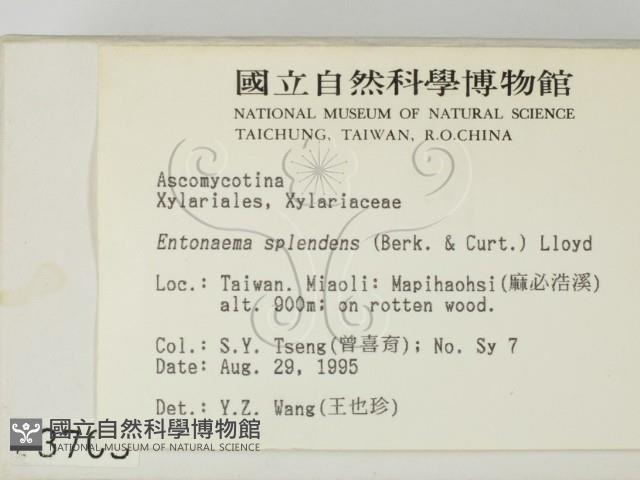 國立自然科學博物館
NATIONAL MUSEUM OF NATURAL SCIENCE
TAICHUNG, TAIWAN, R.O.CHINA
Ascomycotina
Xylariales, Xylariaceae
Entonaema splendens (Berk. & Curt.) Lloyd
Loc.: Taiwan. Miaoli: Mapihaohsi(麻必浩溪)
alt. 900m; on rotten wood.
Col.: S.Y. Tseng(曾喜育); No. Sy 7
Date: Aug. 29, 1995
Det.: Y.Z. Wang(王也珍)
國立自然科學博物館
NATIONAL MUSEUM OF NATURAL SCIENCE